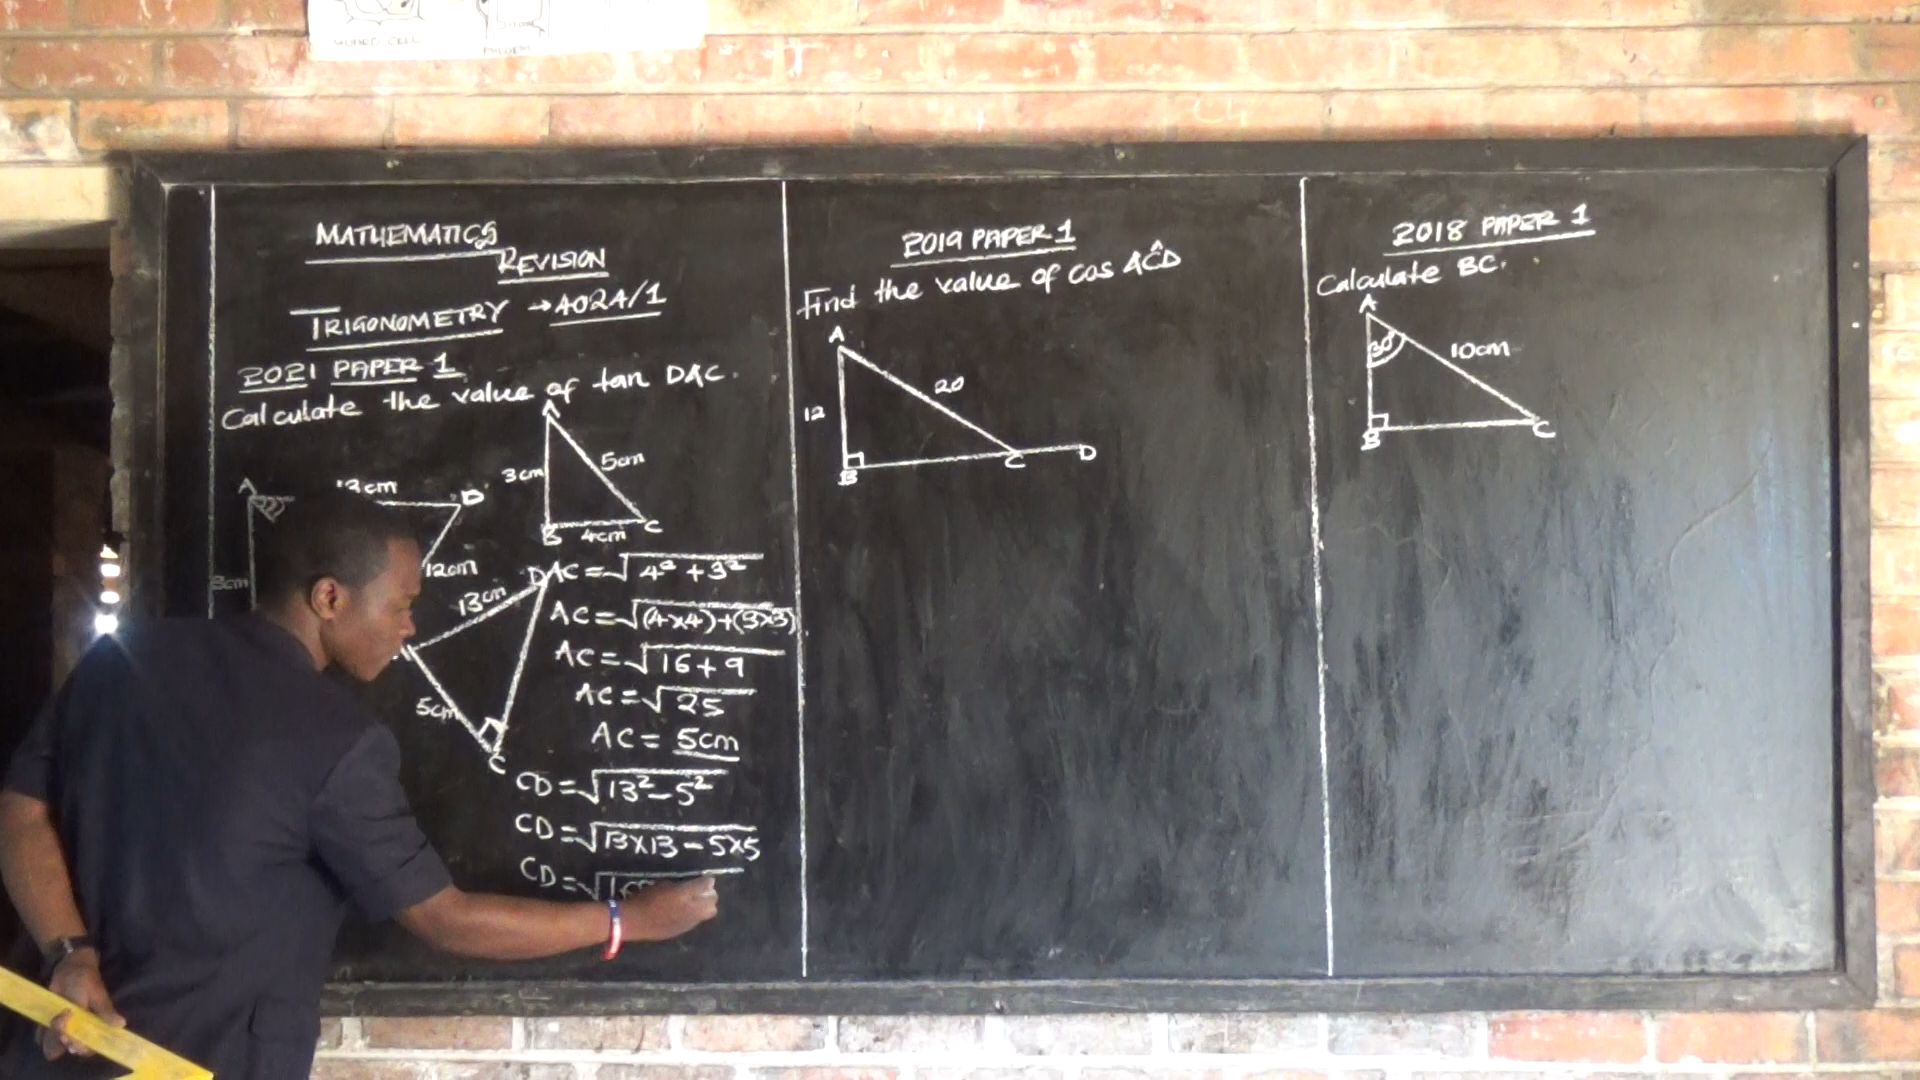 MATHEMATICS
REVISION
TRIGONOMETRY → 4024/1
2021 PAPER 1
Calculate the value of tan DAC.
A
3cm
5cm
B
4cm
C
A
D
12cm
3cm
D
13cm
5cm
C
AC = √4² + 3²
AC = √(4×4)+(3×3)
AC = √16 + 9
AC = √25
AC = 5cm
CD = √13² - 5²
CD = √13×13 - 5×5
CD = √
2019 PAPER 1
Find the value of cos AĈD
A
20
12
B
C
D
2018 PAPER 1
Calculate BC.
A
30°
10cm
B
C